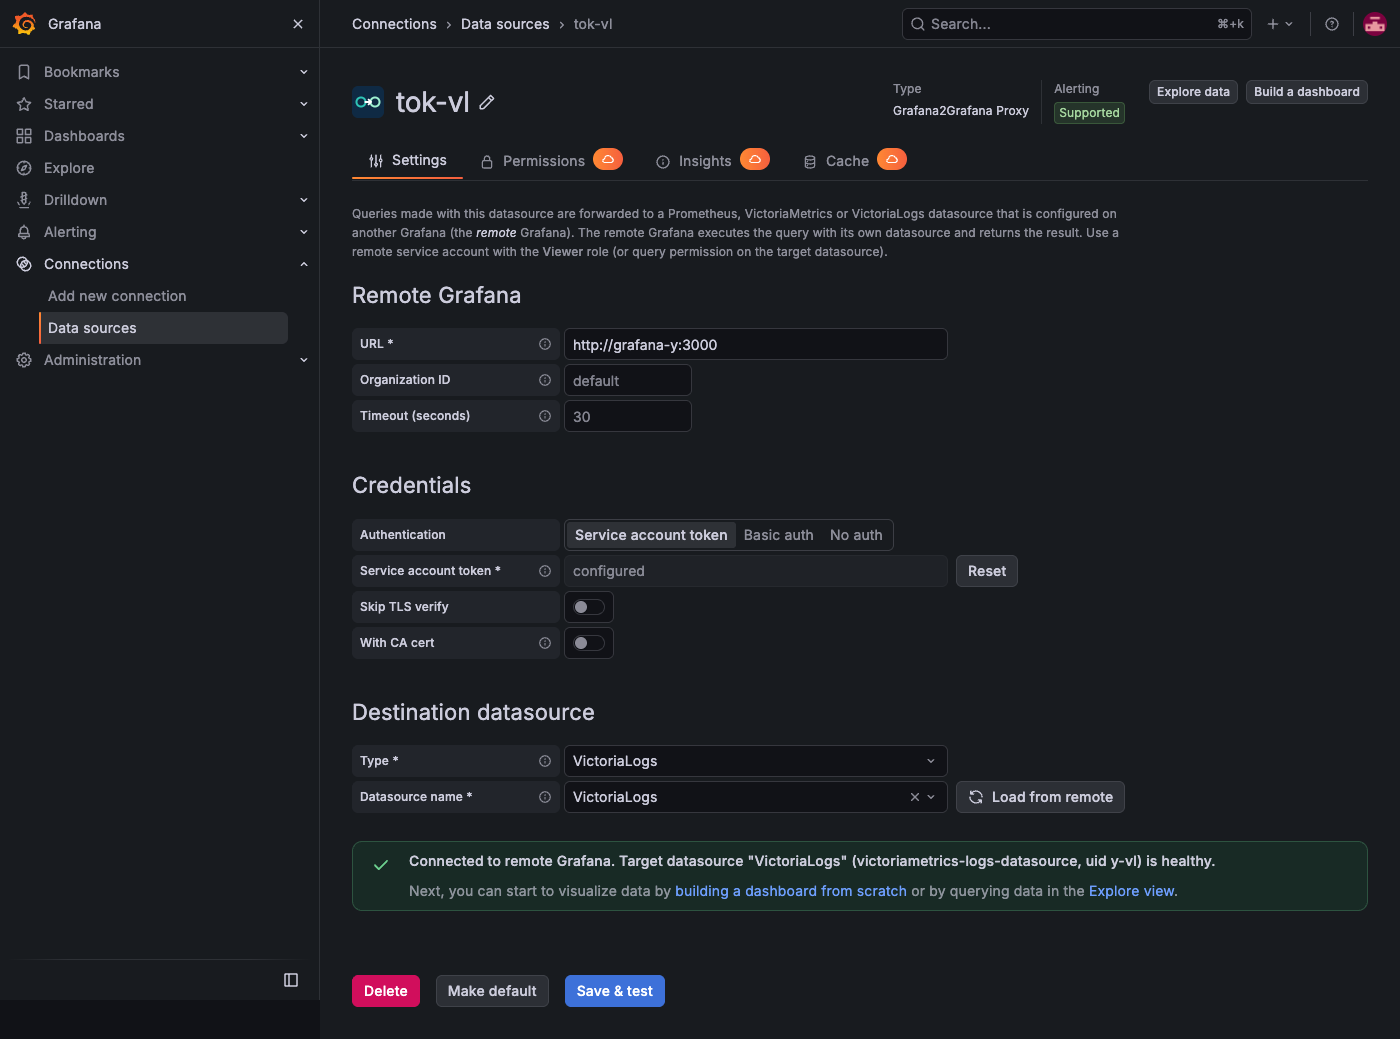 Grafana
Connections › Data sources › tok-vl
Search...
⌘+k
Bookmarks
Starred
Dashboards
Explore
Drilldown
Alerting
Connections
Add new connection
Data sources
Administration
tok-vl
Type
Grafana2Grafana Proxy
Alerting
Supported
Explore data
Build a dashboard
Settings
Permissions
Insights
Cache
Queries made with this datasource are forwarded to a Prometheus, VictoriaMetrics or VictoriaLogs datasource that is configured on
another Grafana (the remote Grafana). The remote Grafana executes the query with its own datasource and returns the result. Use a
remote service account with the Viewer role (or query permission on the target datasource).
Remote Grafana
URL *
http://grafana-y:3000
Organization ID
default
Timeout (seconds)
30
Credentials
Authentication
Service account token
Basic auth
No auth
Service account token *
configured
Reset
Skip TLS verify
With CA cert
Destination datasource
Type *
VictoriaLogs
Datasource name *
VictoriaLogs
Load from remote
Connected to remote Grafana. Target datasource "VictoriaLogs" (victoriametrics-logs-datasource, uid y-vl) is healthy.
Next, you can start to visualize data by building a dashboard from scratch or by querying data in the Explore view.
Delete
Make default
Save & test